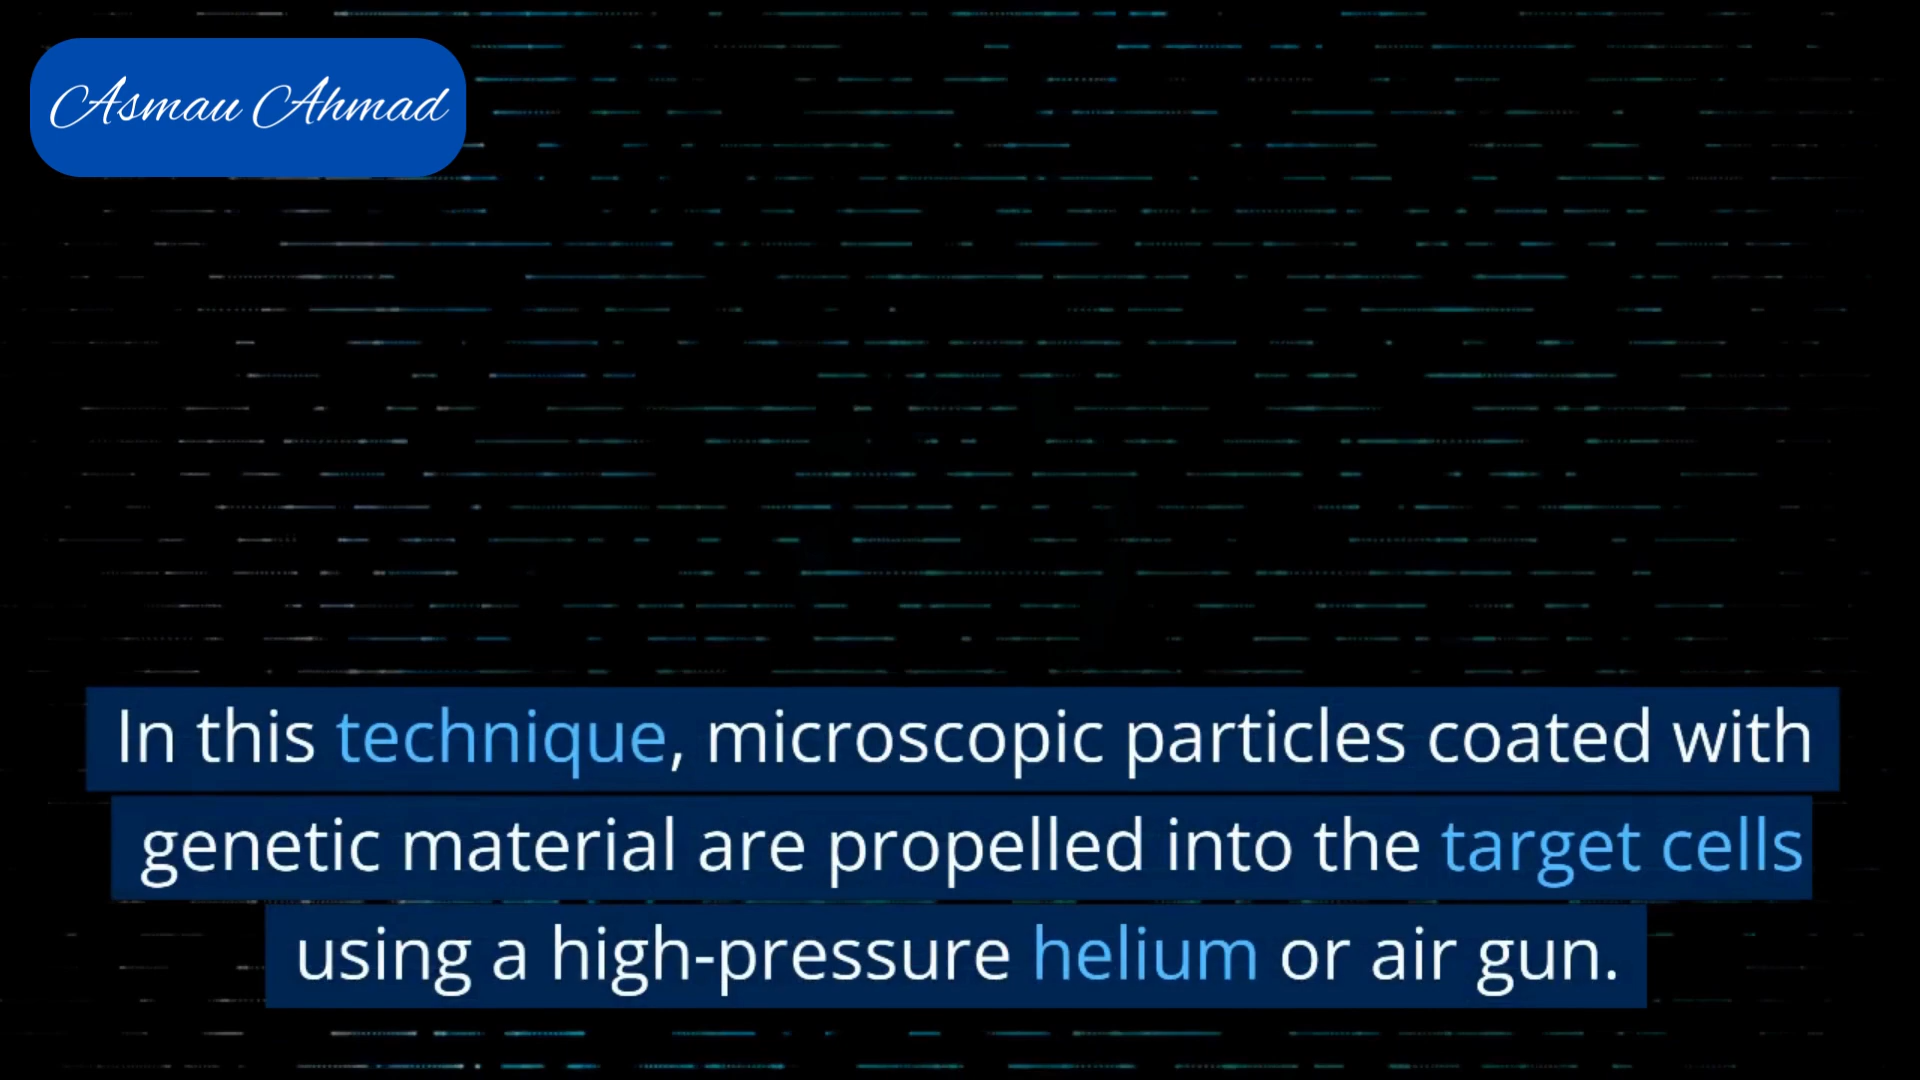 Asmau Ahmad
In this technique, microscopic particles coated with
genetic material are propelled into the target cells
using a high-pressure helium or air gun.